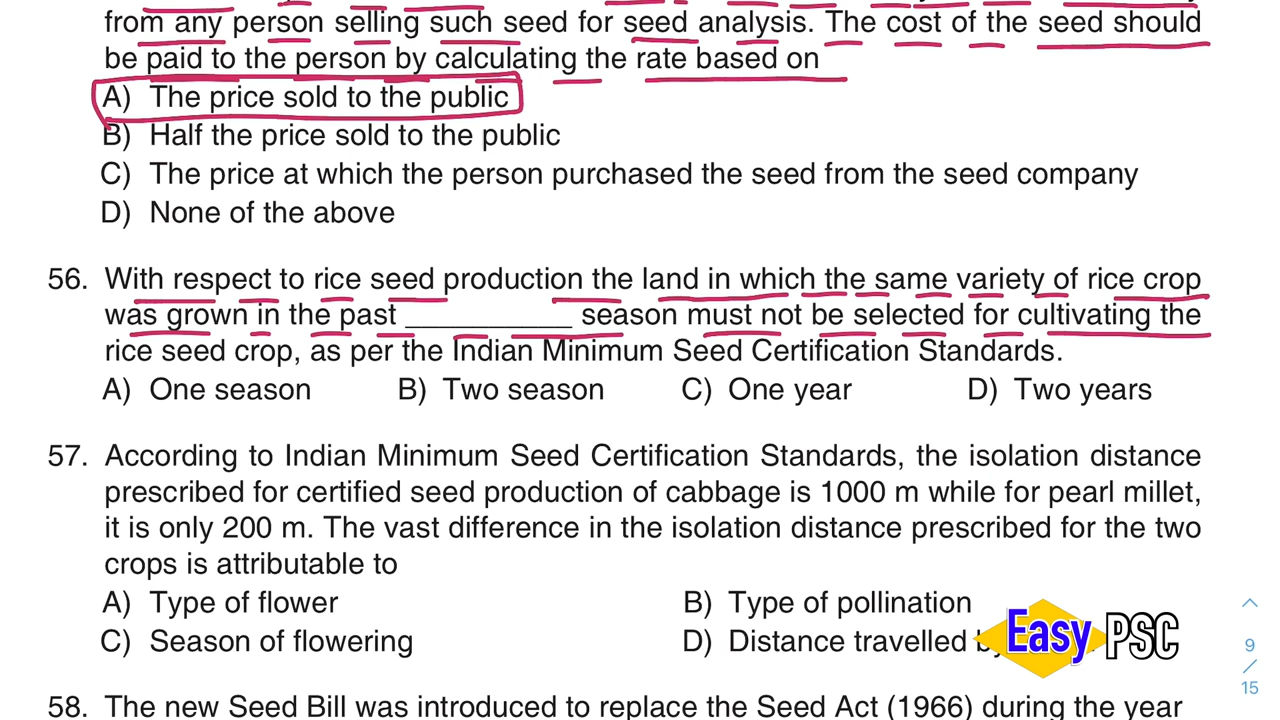 from any person selling such seed for seed analysis. The cost of the seed should
be paid to the person by calculating the rate based on
A) The price sold to the public
B) Half the price sold to the public
C) The price at which the person purchased the seed from the seed company
D) None of the above
56. With respect to rice seed production the land in which the same variety of rice crop
was grown in the past ___________ season must not be selected for cultivating the
rice seed crop, as per the Indian Minimum Seed Certification Standards.
A) One season B) Two season C) One year D) Two years
57. According to Indian Minimum Seed Certification Standards, the isolation distance
prescribed for certified seed production of cabbage is 1000 m while for pearl millet,
it is only 200 m. The vast difference in the isolation distance prescribed for the two
crops is attributable to
A) Type of flower B) Type of pollination
C) Season of flowering D) Distance travelled
Easy PSC
9
/
15
58. The new Seed Bill was introduced to replace the Seed Act (1966) during the year